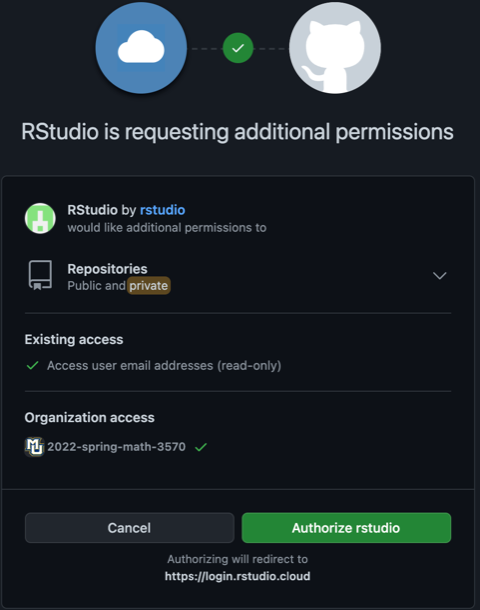 RStudio is requesting additional permissions
RStudio by rstudio
would like additional permissions to
Repositories
Public and private
Existing access
Access user email addresses (read-only)
Organization access
MU 2022-spring-math-3570
Cancel
Authorize rstudio
Authorizing will redirect to
https://login.rstudio.cloud